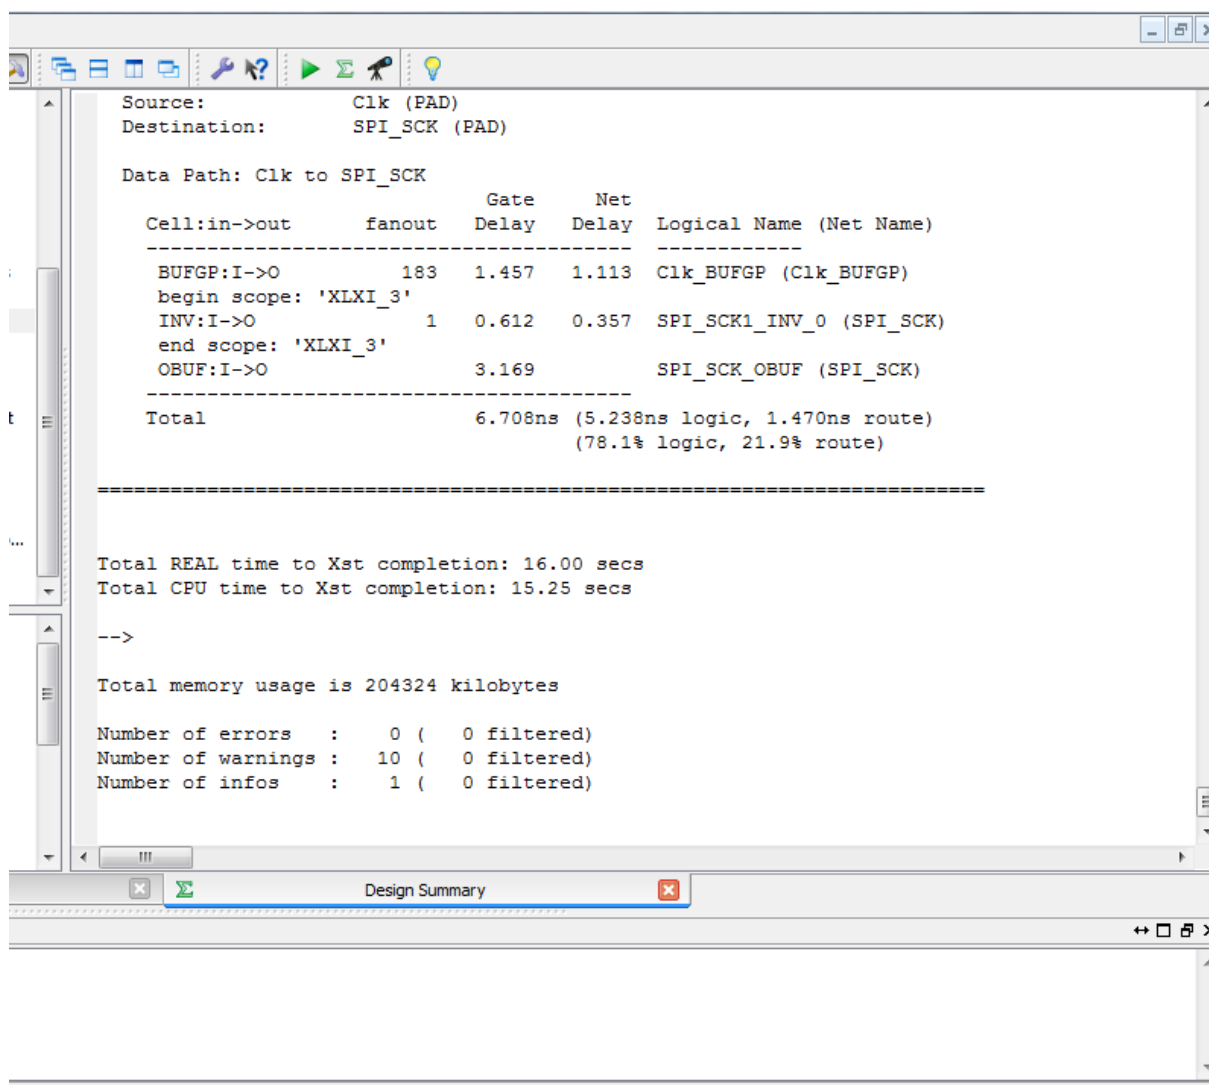 Source: Clk (PAD)
Destination: SPI_SCK (PAD)
Data Path: Clk to SPI_SCK
Gate Net
Cell:in->out fanout Delay Delay Logical Name (Net Name)
---------------------------------------- ------------
BUFGP:I->O 183 1.457 1.113 Clk_BUFGP (Clk_BUFGP)
begin scope: 'XLXI_3'
INV:I->O 1 0.612 0.357 SPI_SCK1_INV_0 (SPI_SCK)
end scope: 'XLXI_3'
OBUF:I->O 3.169 SPI_SCK_OBUF (SPI_SCK)
----------------------------------------
Total 6.708ns (5.238ns logic, 1.470ns route)
(78.1% logic, 21.9% route)
=========================================================================
Total REAL time to Xst completion: 16.00 secs
Total CPU time to Xst completion: 15.25 secs
-->
Total memory usage is 204324 kilobytes
Number of errors : 0 ( 0 filtered)
Number of warnings : 10 ( 0 filtered)
Number of infos : 1 ( 0 filtered)
Design Summary